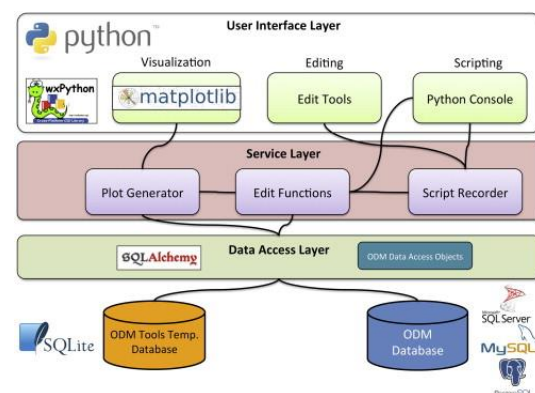 User Interface Layer
python™
Visualization
Editing
Scripting
wxPython
matplotlib
Edit Tools
Python Console
Service Layer
Plot Generator
Edit Functions
Script Recorder
Data Access Layer
SQLAlchemy
ODM Data Access Objects
SQLite
ODM Tools Temp.
Database
ODM
Database
SQL Server
MySQL